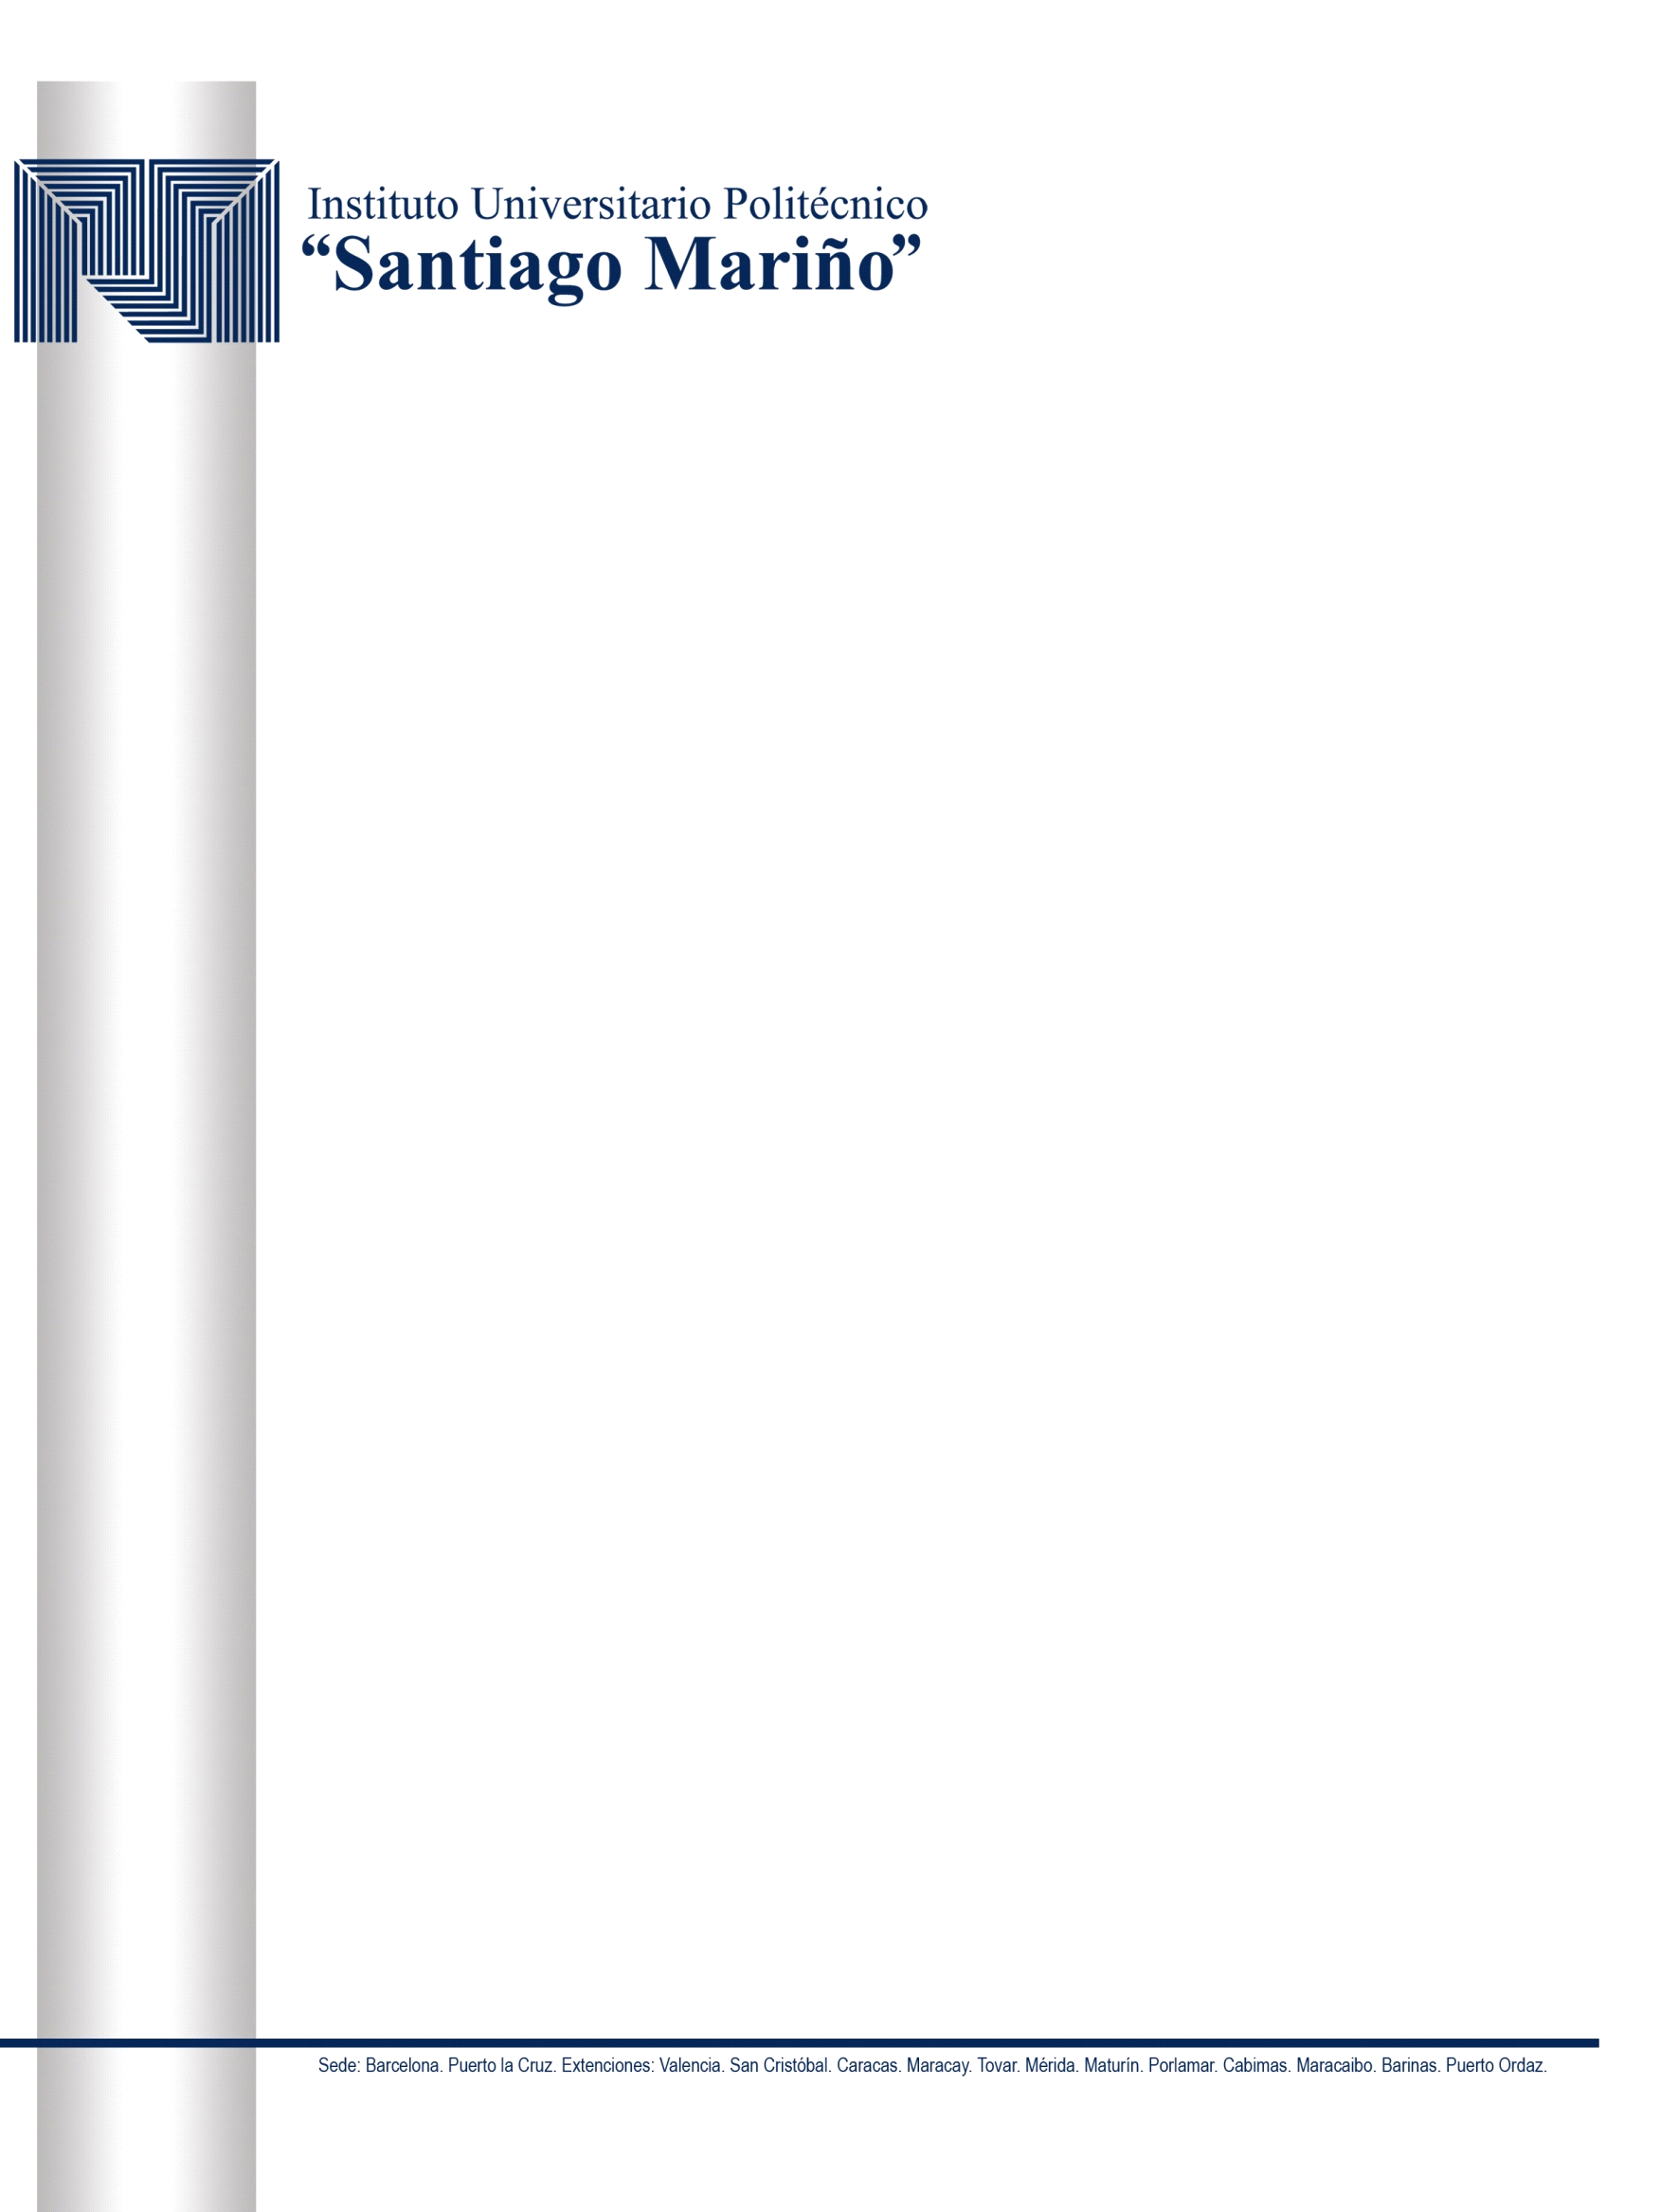 Instituto Universitario Politécnico
“Santiago Mariño”
Sede: Barcelona. Puerto la Cruz. Extenciones: Valencia. San Cristóbal. Caracas. Maracay. Tovar. Mérida. Maturín. Porlamar. Cabimas. Maracaibo. Barinas. Puerto Ordaz.